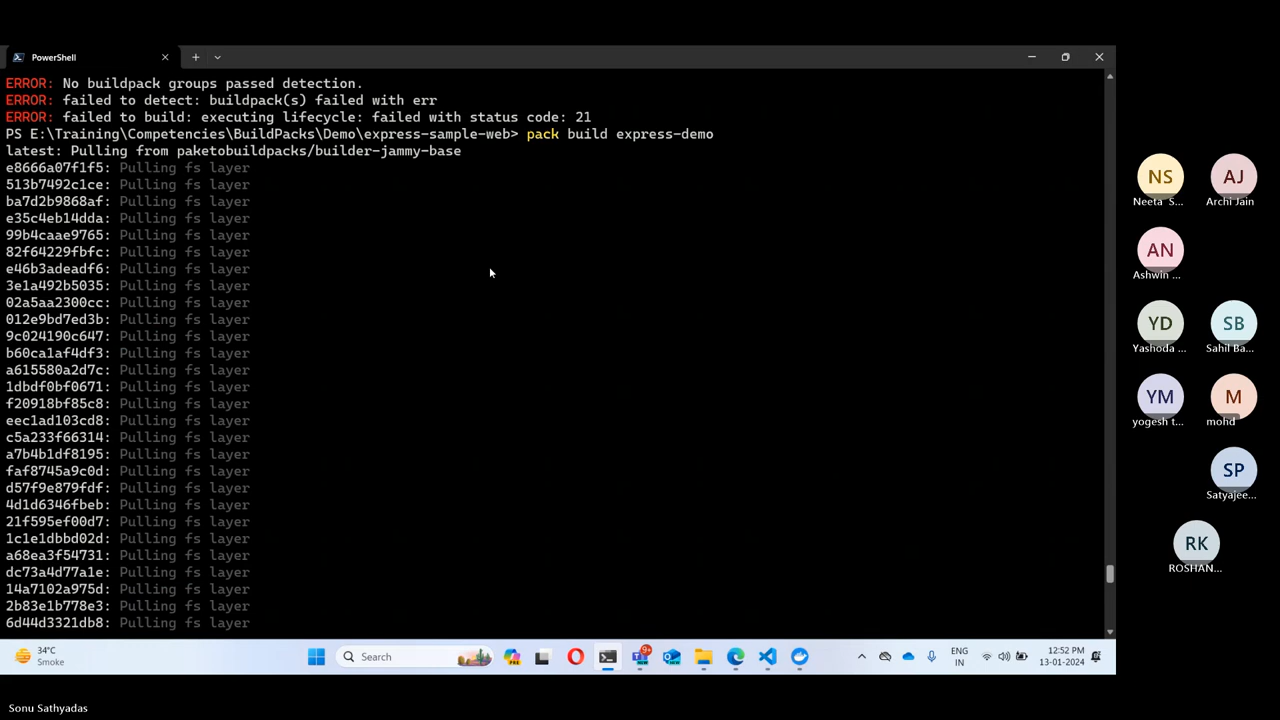 PowerShell
ERROR: No buildpack groups passed detection.
ERROR: failed to detect: buildpack(s) failed with err
ERROR: failed to build: executing lifecycle: failed with status code: 21
PS E:\Training\Competencies\BuildPacks\Demo\express-sample-web> pack build express-demo
latest: Pulling from paketobuildpacks/builder-jammy-base
e8666a07f1f5: Pulling fs layer
513b7492c1ce: Pulling fs layer
ba7d2b9868af: Pulling fs layer
e35c4eb14dda: Pulling fs layer
99b4caae9765: Pulling fs layer
82f64229fbfc: Pulling fs layer
e46b3adeadf6: Pulling fs layer
3e1a492b5035: Pulling fs layer
02a5aa2300cc: Pulling fs layer
012e9bd7ed3b: Pulling fs layer
9c024190c647: Pulling fs layer
b60ca1af4df3: Pulling fs layer
a615580a2d7c: Pulling fs layer
1dbdf0bf0671: Pulling fs layer
f20918bf85c8: Pulling fs layer
eec1ad103cd8: Pulling fs layer
c5a233f66314: Pulling fs layer
a7b4b1df8195: Pulling fs layer
faf8745a9c0d: Pulling fs layer
d57f9e879fdf: Pulling fs layer
4d1d6346fbeb: Pulling fs layer
21f595ef00d7: Pulling fs layer
1c1e1dbbd02d: Pulling fs layer
a68ea3f54731: Pulling fs layer
dc73a4d77a1e: Pulling fs layer
14a7102a975d: Pulling fs layer
2b83e1b778e3: Pulling fs layer
6d44d3321db8: Pulling fs layer
34°C
Smoke
Search
9+
ENG
IN
12:52 PM
13-01-2024
NS
Neeta S...
AJ
Archi Jain
AN
Ashwin ...
YD
Yashoda ...
SB
Sahil Ba...
YM
yogesh t...
M
mohd
SP
Satyajee...
RK
ROSHAN...
Sonu Sathyadas